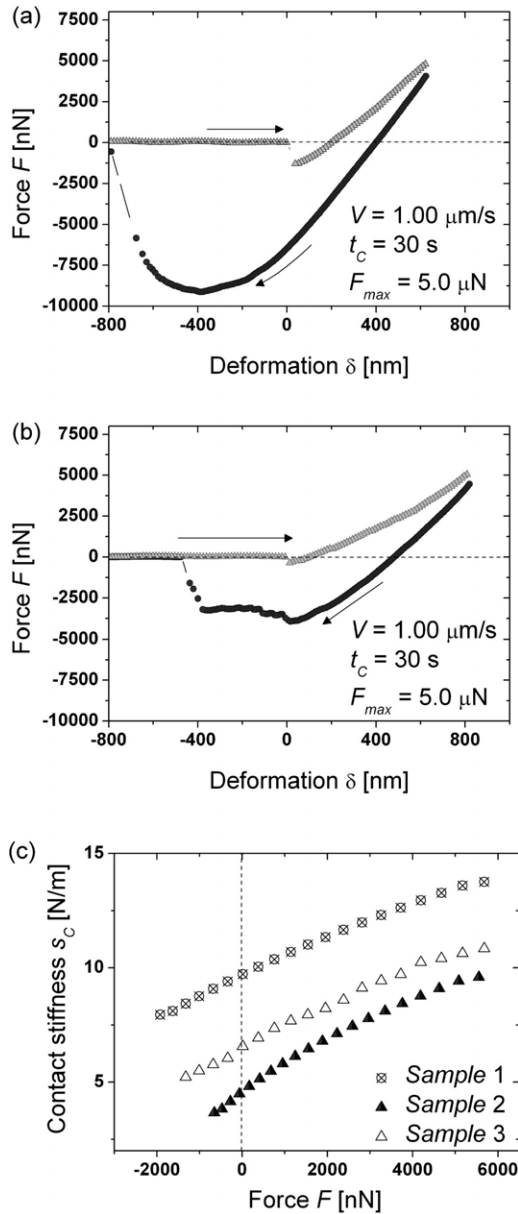 (a)
7500
5000
2500
0
-2500
-5000
-7500
-10000
Force F [nN]
V = 1.00 μm/s
t_C = 30 s
F_max = 5.0 μN
-800 -400 0 400 800
Deformation δ [nm]
(b)
7500
5000
2500
0
-2500
-5000
-7500
-10000
Force F [nN]
V = 1.00 μm/s
t_C = 30 s
F_max = 5.0 μN
-800 -400 0 400 800
Deformation δ [nm]
(c)
15
10
5
Contact stiffness s_C [N/m]
Sample 1
Sample 2
Sample 3
-2000 0 2000 4000 6000
Force F [nN]